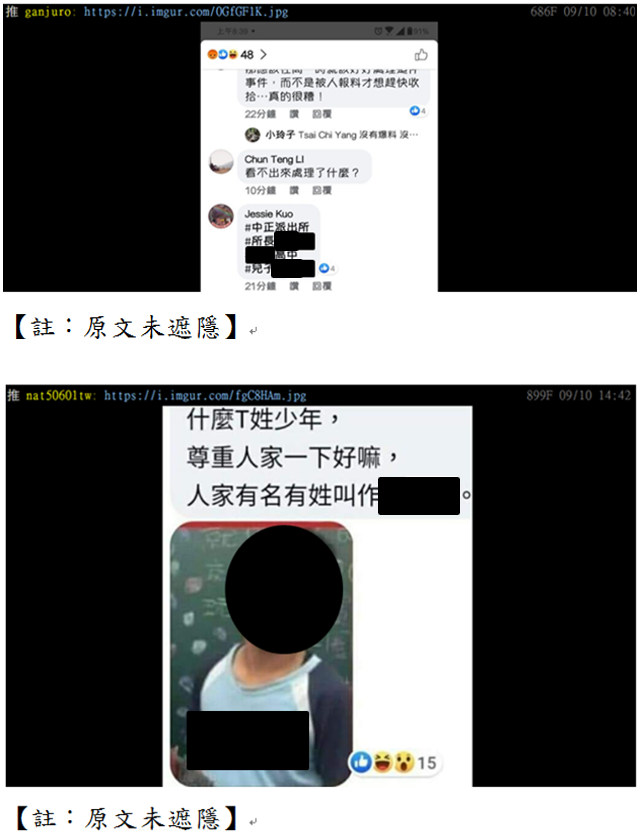 推 ganjuro: https://i.imgur.com/0GfGF1K.jpg 686F 09/10 08:40
48
事件，而不是被人報料才想趕快收
拾…真的很糟！
22分鐘 讚 回覆 4
小玲子 Tsai Chi Yang 沒有爆料 沒…
Chun Teng LI
看不出來處理了什麼？
10分鐘 讚 回覆
Jessie Kuo
#中正派出所
#所長
高中
#兒子 4
21分鐘 讚 回覆
【註：原文未遮隱】
推 nat50601tw: https://i.imgur.com/fgC8HAm.jpg 899F 09/10 14:42
什麼T姓少年，
尊重人家一下好嘛，
人家有名有姓叫作 。
15
【註：原文未遮隱】